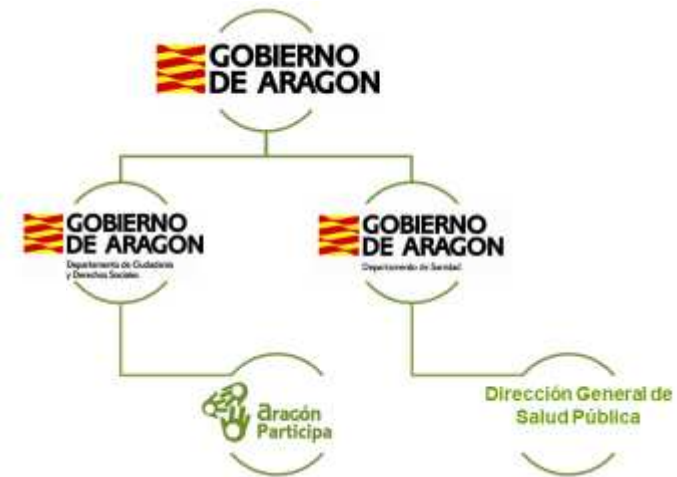 GOBIERNO
DE ARAGON
GOBIERNO
DE ARAGON
Departamento de Ciudadanía
y Derechos Sociales
GOBIERNO
DE ARAGON
Departamento de Sanidad
aragón
Participa
Dirección General de
Salud Pública